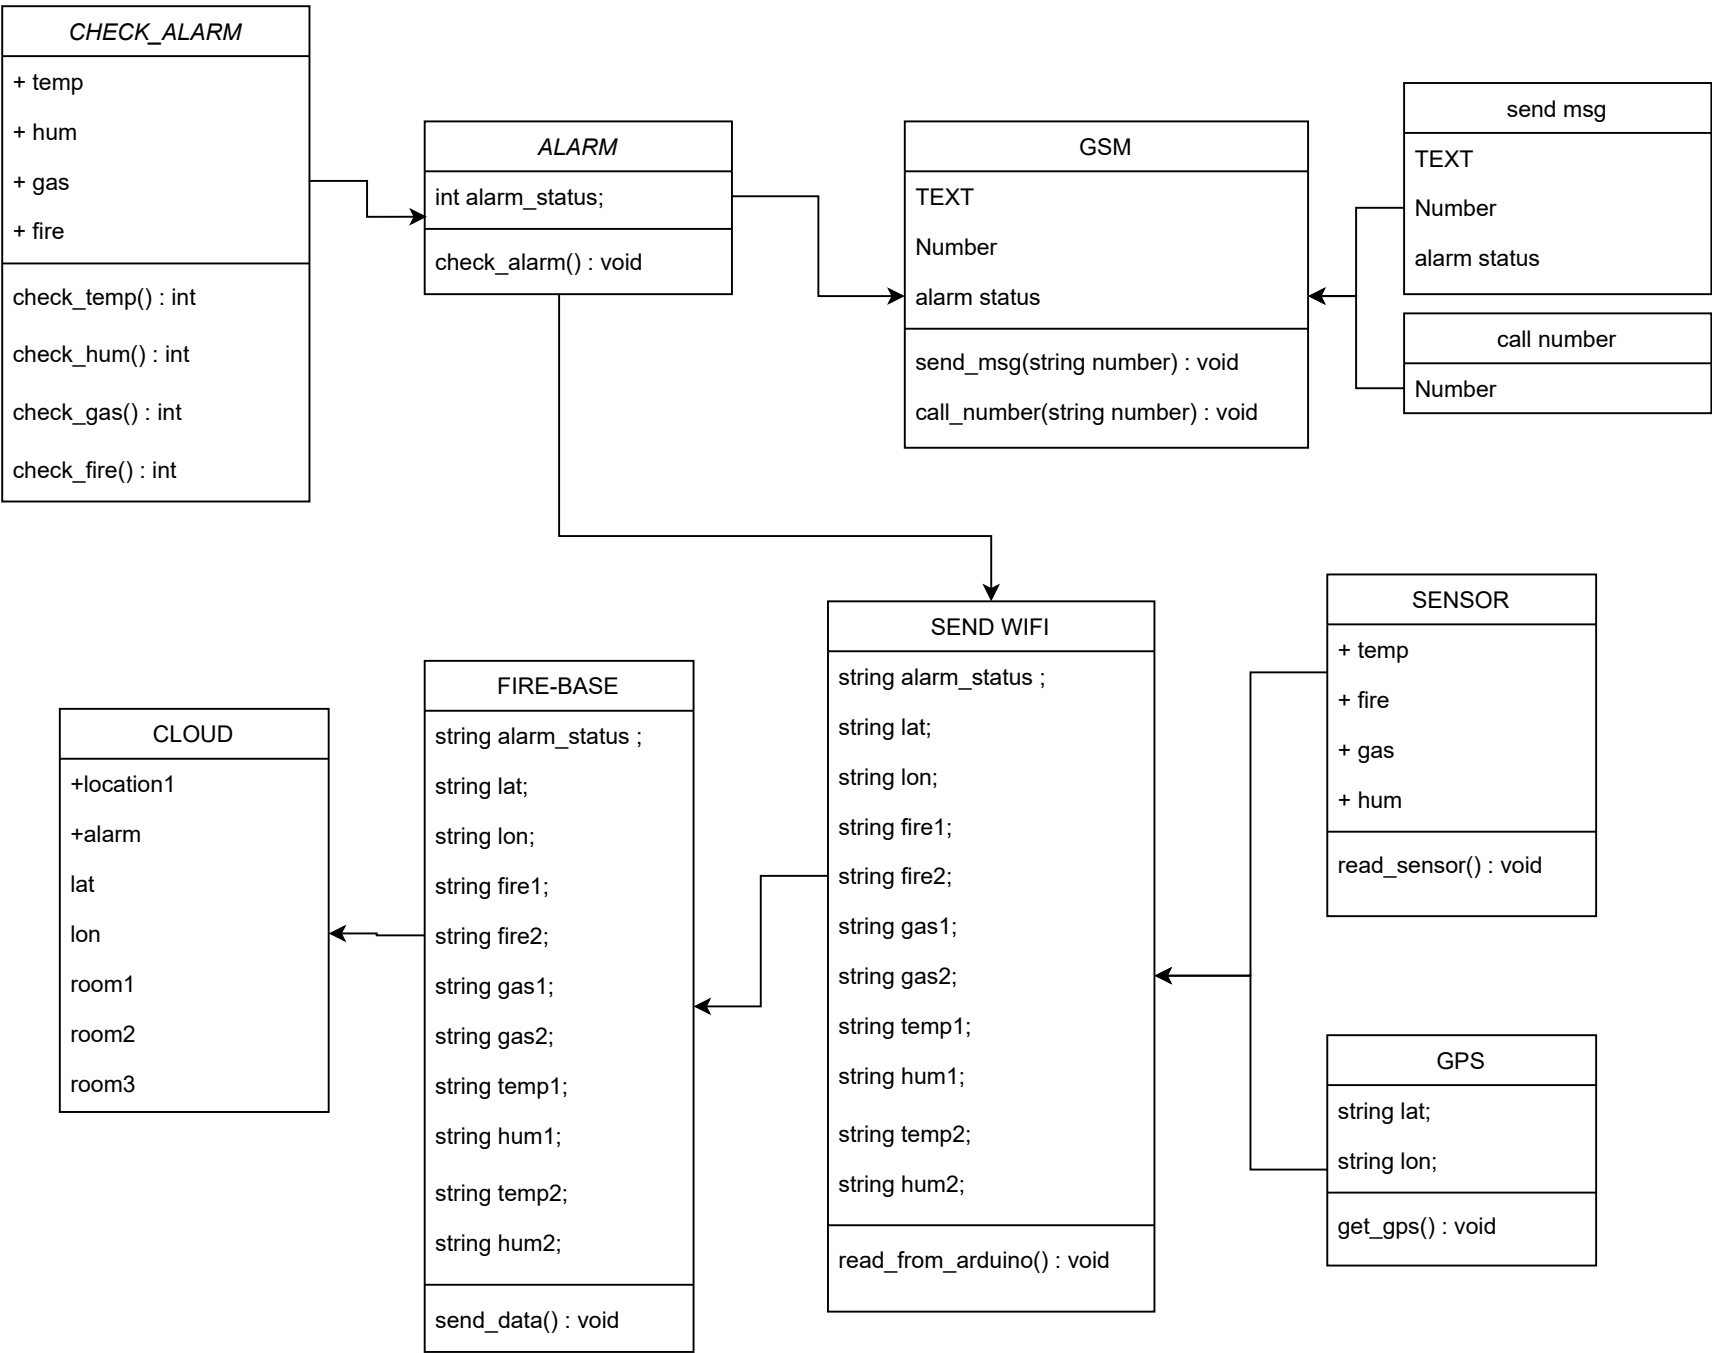 CHECK_ALARM
+ temp
+ hum
+ gas
+ fire
check_temp() : int
check_hum() : int
check_gas() : int
check_fire() : int
ALARM
int alarm_status;
check_alarm() : void
GSM
TEXT
Number
alarm status
send_msg(string number) : void
call_number(string number) : void
send msg
TEXT
Number
alarm status
call number
Number
CLOUD
+location1
+alarm
lat
lon
room1
room2
room3
FIRE-BASE
string alarm_status ;
string lat;
string lon;
string fire1;
string fire2;
string gas1;
string gas2;
string temp1;
string hum1;
string temp2;
string hum2;
send_data() : void
SEND WIFI
string alarm_status ;
string lat;
string lon;
string fire1;
string fire2;
string gas1;
string gas2;
string temp1;
string hum1;
string temp2;
string hum2;
read_from_arduino() : void
SENSOR
+ temp
+ fire
+ gas
+ hum
read_sensor() : void
GPS
string lat;
string lon;
get_gps() : void